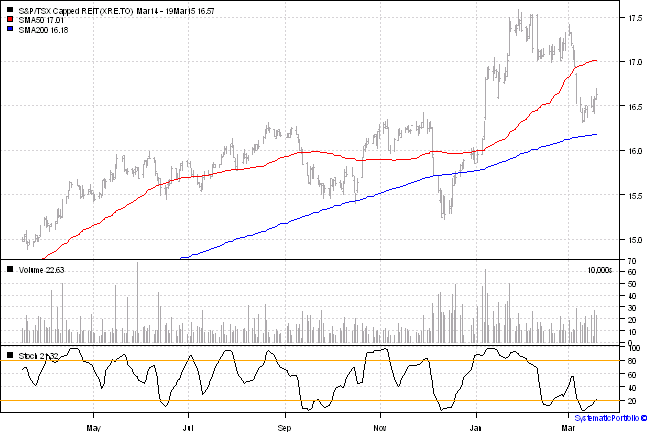 S&P/TSX Capped REIT (XRE.TO) Mar14 - 19Mar15 16.57
SMA50 17.01
SMA200 16.18
17.5
17.0
16.5
16.0
15.5
15.0
Volume 22.63
10,000s
70
60
50
40
30
20
10
0
Stoch 21.32
100
80
60
40
20
May Jul Sep Nov Jan Mar
SystematicPortfolio ©